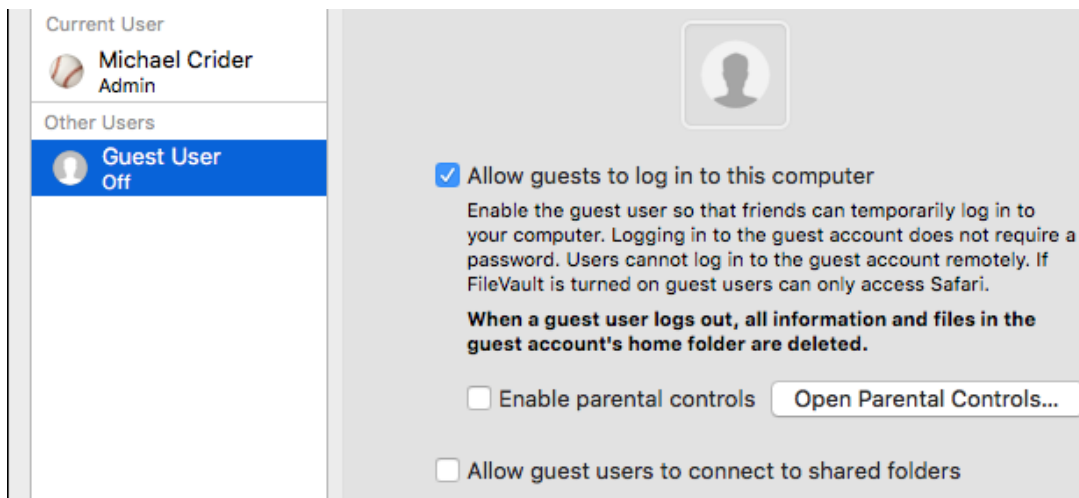 Current User
Michael Crider
Admin
Other Users
Guest User
Off
Allow guests to log in to this computer
Enable the guest user so that friends can temporarily log in to
your computer. Logging in to the guest account does not require a
password. Users cannot log in to the guest account remotely. If
FileVault is turned on guest users can only access Safari.
When a guest user logs out, all information and files in the
guest account's home folder are deleted.
Enable parental controls Open Parental Controls...
Allow guest users to connect to shared folders